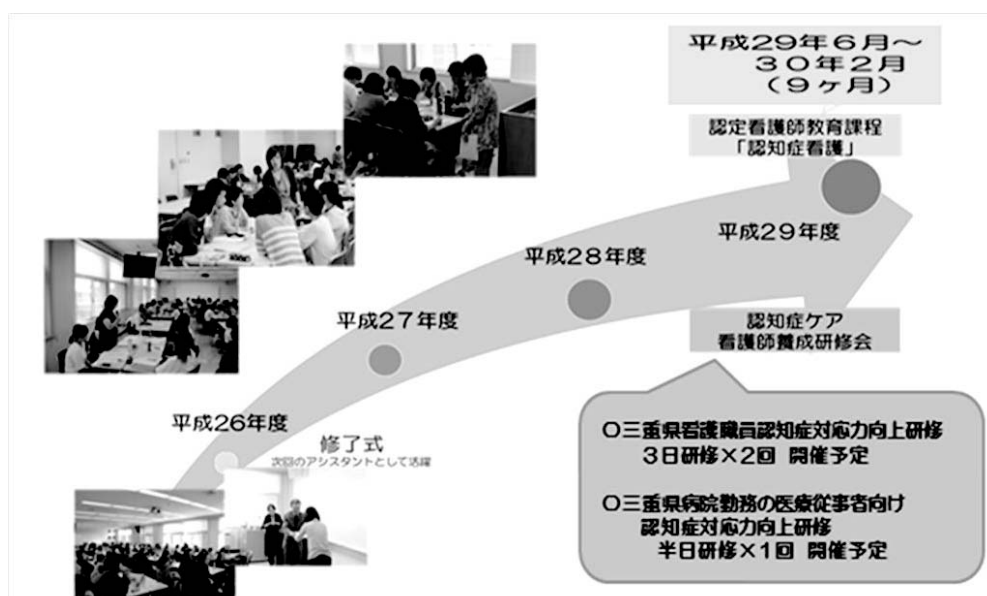 平成29年6月~
30年2月
(9ヶ月)
認定看護師教育課程
「認知症看護」
平成29年度
平成28年度
平成27年度
平成26年度
修了式
次回のアシスタントとして活躍
認知症ケア
看護師養成研修会
○三重県看護職員認知症対応力向上研修
3日研修×2回 開催予定
○三重県病院勤務の医療従事者向け
認知症対応力向上研修
半日研修×1回 開催予定